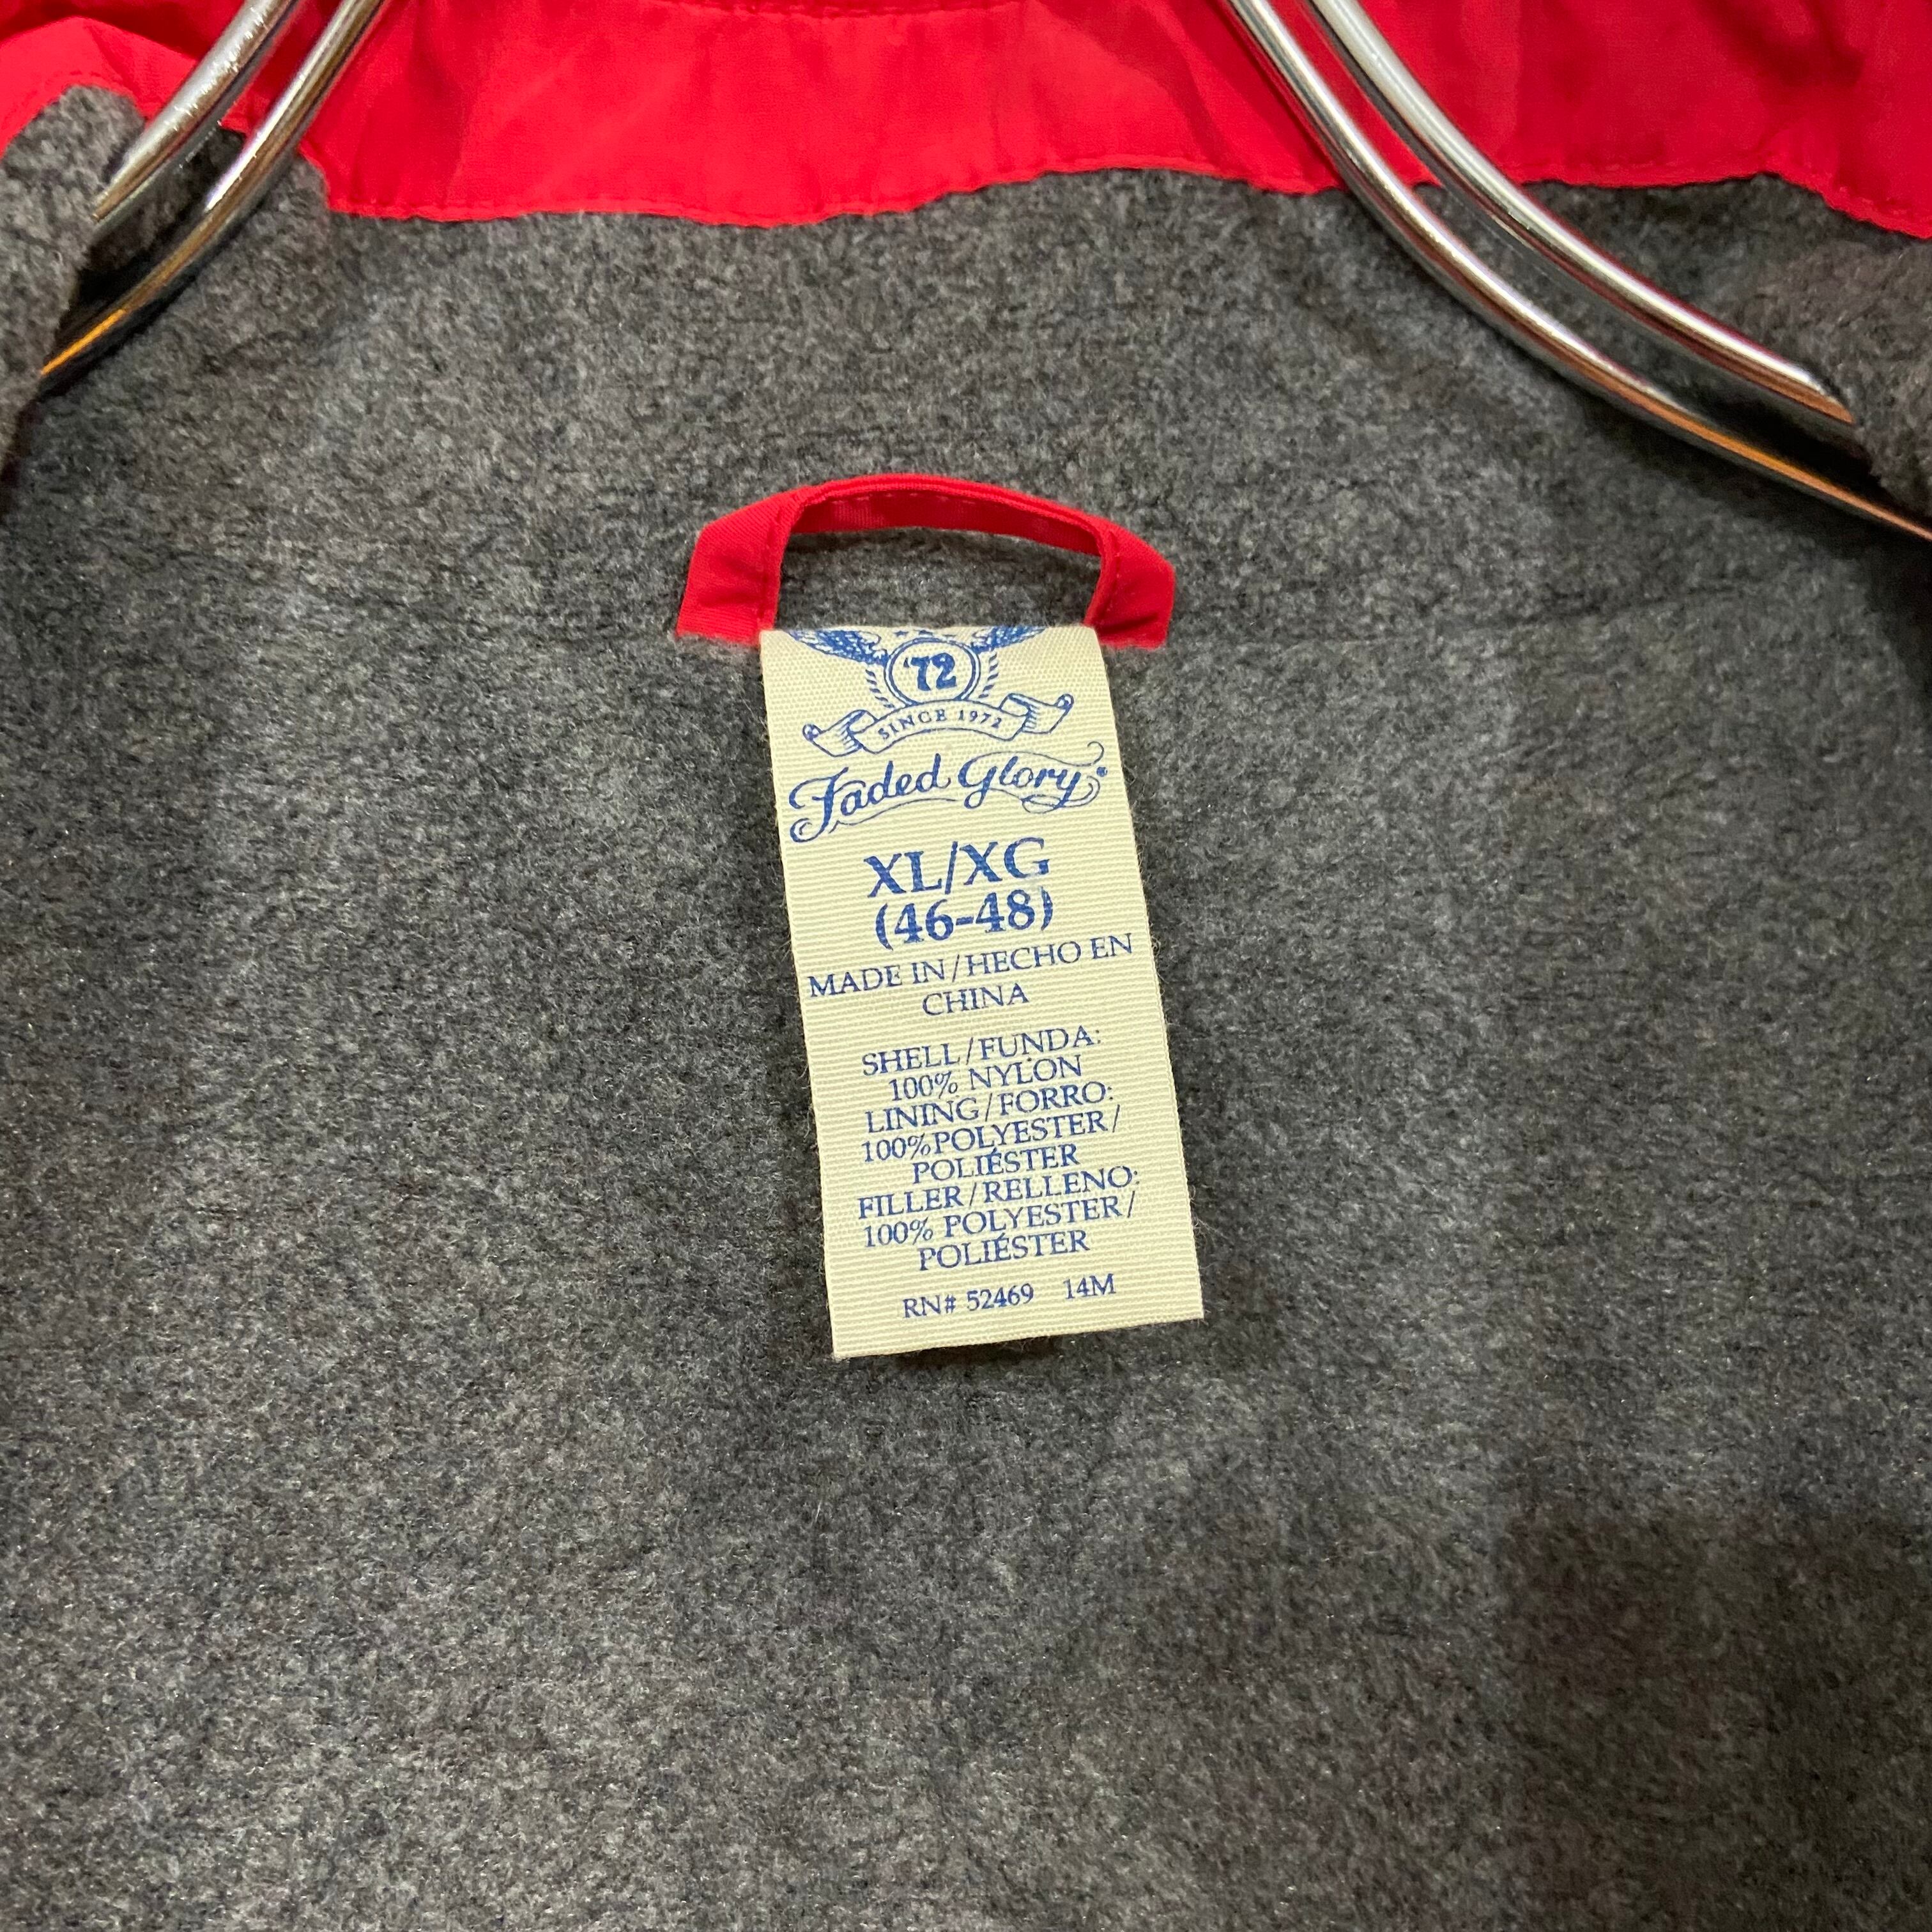 '72
SINCE 1972
Faded Glory
XL/XG
(46-48)
MADE IN/HECHO EN
CHINA
SHELL/FUNDA:
100% NYLON
LINING/FORRO:
100%POLYESTER/
POLIÉSTER
FILLER/RELLENO:
100% POLYESTER/
POLIÉSTER
RN# 52469 14M